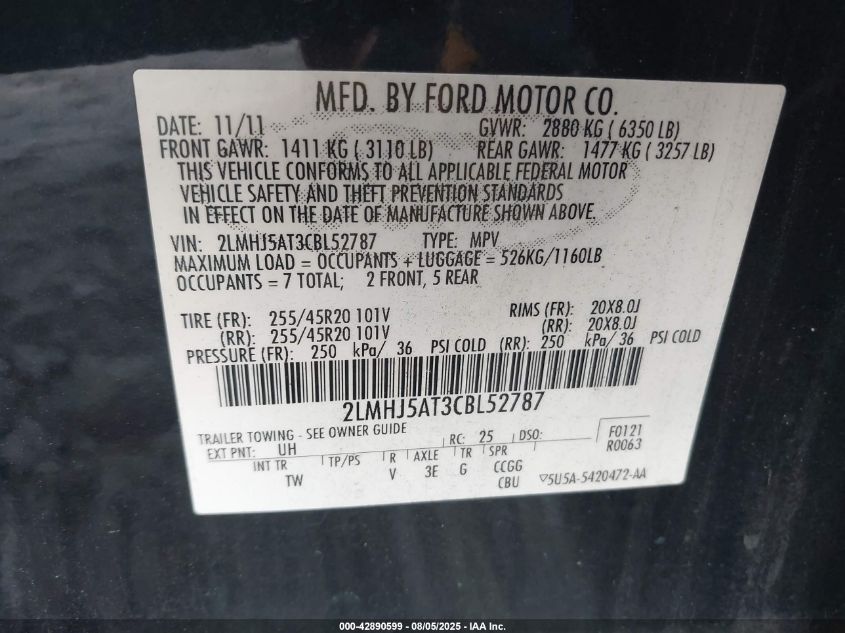 MFD. BY FORD MOTOR CO.
DATE: 11/11 GVWR: 2880 KG ( 6350 LB)
FRONT GAWR: 1411 KG ( 3110 LB) REAR GAWR: 1477 KG ( 3257 LB)
THIS VEHICLE CONFORMS TO ALL APPLICABLE FEDERAL MOTOR
VEHICLE SAFETY AND THEFT PREVENTION STANDARDS
IN EFFECT ON THE DATE OF MANUFACTURE SHOWN ABOVE.
VIN: 2LMHJ5AT3CBL52787 TYPE: MPV
MAXIMUM LOAD = OCCUPANTS + LUGGAGE = 526KG/1160LB
OCCUPANTS = 7 TOTAL; 2 FRONT, 5 REAR
TIRE (FR): 255/45R20 101V RIMS (FR): 20X8.0J
(RR): 255/45R20 101V (RR): 20X8.0J
PRESSURE (FR): 250 kPa/ 36 PSI COLD (RR): 250 kPa/ 36 PSI COLD
2LMHJ5AT3CBL52787
TRAILER TOWING - SEE OWNER GUIDE
EXT PNT: UH RC: 25 DSO: F0121
R0063
INT TR TP/PS R AXLE TR SPR
TW V 3E G CCGG
CBU 5U5A-5420472-AA
000-42890599 - 08/05/2025 - IAA Inc.